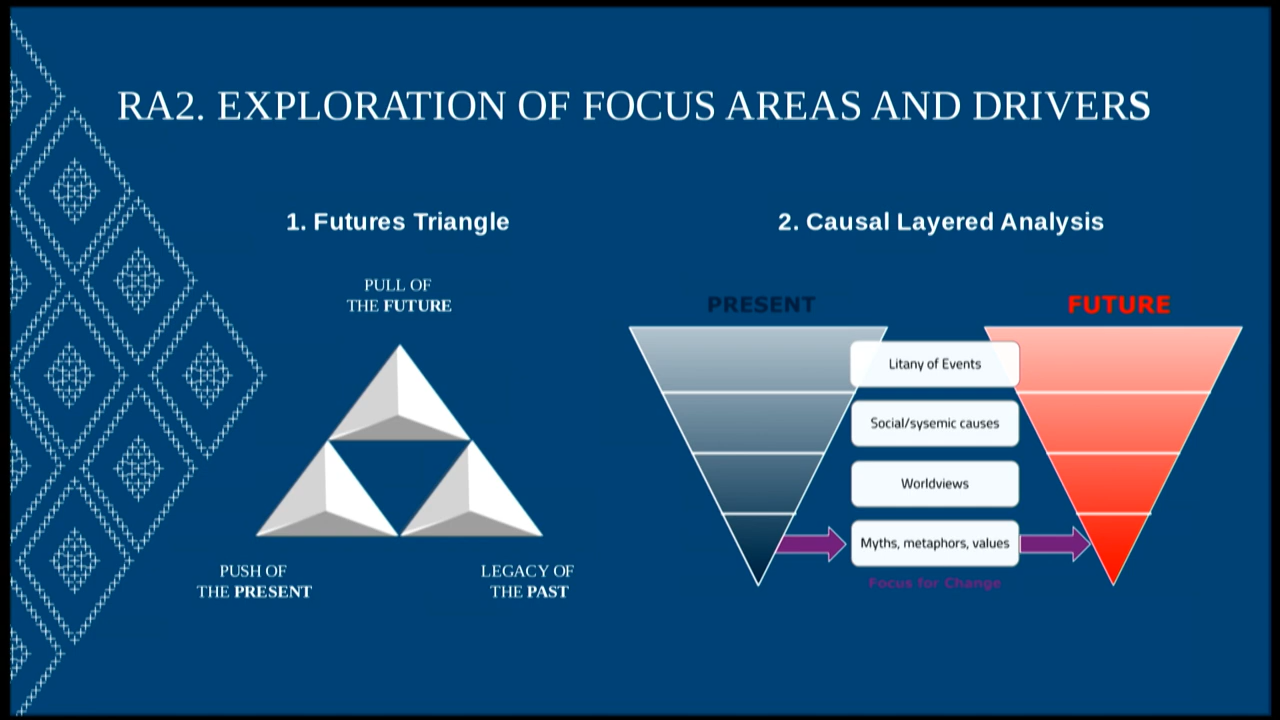 RA2. EXPLORATION OF FOCUS AREAS AND DRIVERS
1. Futures Triangle
PULL OF
THE FUTURE
PUSH OF
THE PRESENT
LEGACY OF
THE PAST
2. Causal Layered Analysis
PRESENT
FUTURE
Litany of Events
Social/sysemic causes
Worldviews
Myths, metaphors, values
Focus for Change